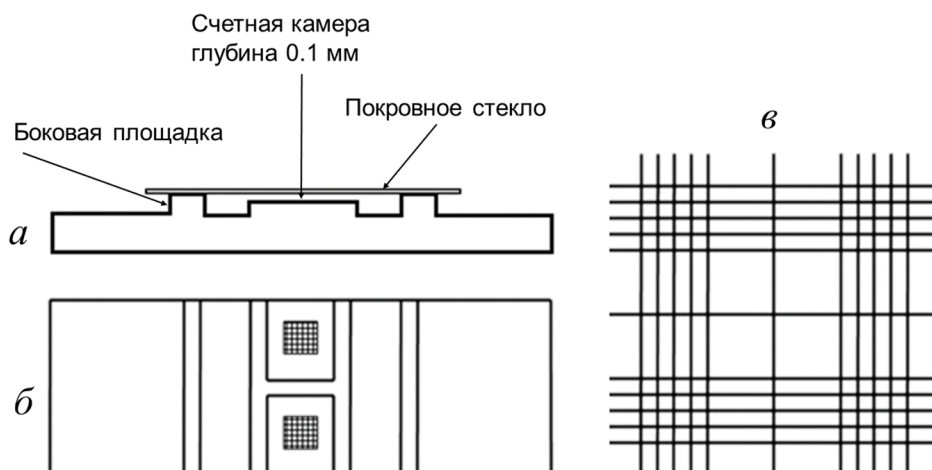 Счетная камера
глубина 0.1 мм
Покровное стекло
Боковая площадка
в
а
б